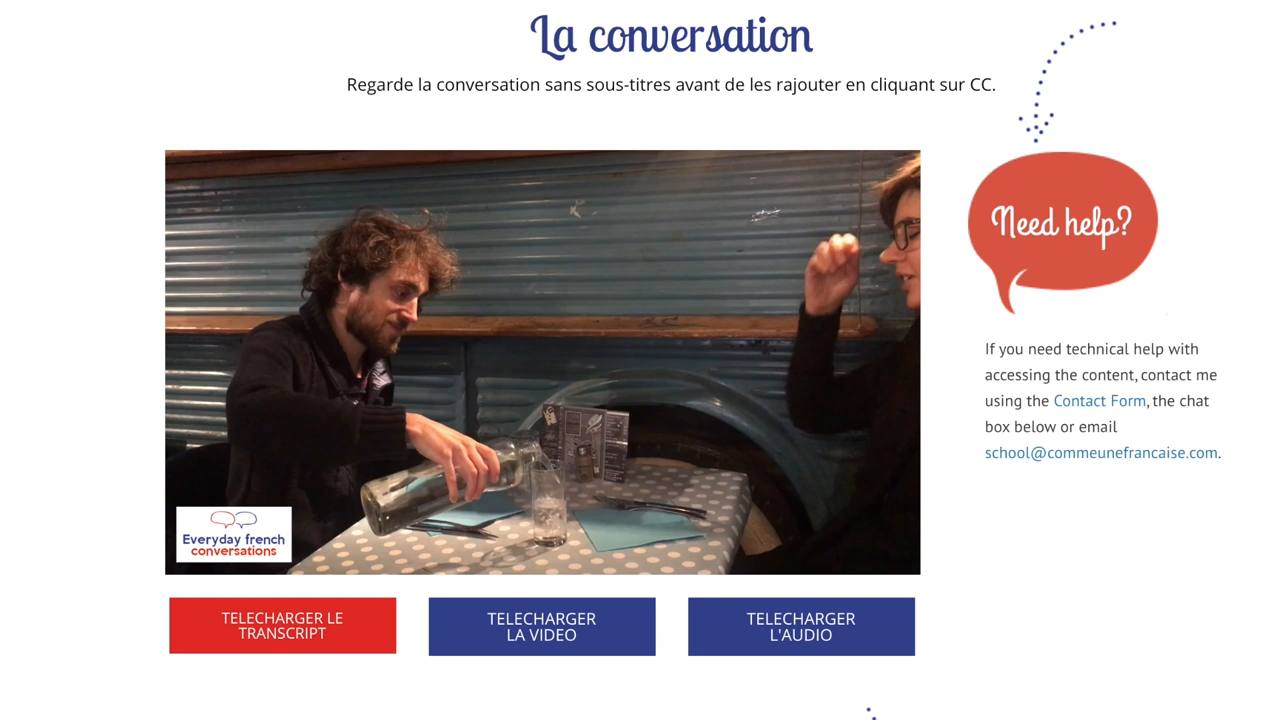 La conversation
Regarde la conversation sans sous-titres avant de les rajouter en cliquant sur CC.
Need help?
If you need technical help with
accessing the content, contact me
using the Contact Form, the chat
box below or email
school@commeunefrancaise.com.
Everyday french
conversations
TELECHARGER LE
TRANSCRIPT
TELECHARGER
LA VIDEO
TELECHARGER
L'AUDIO